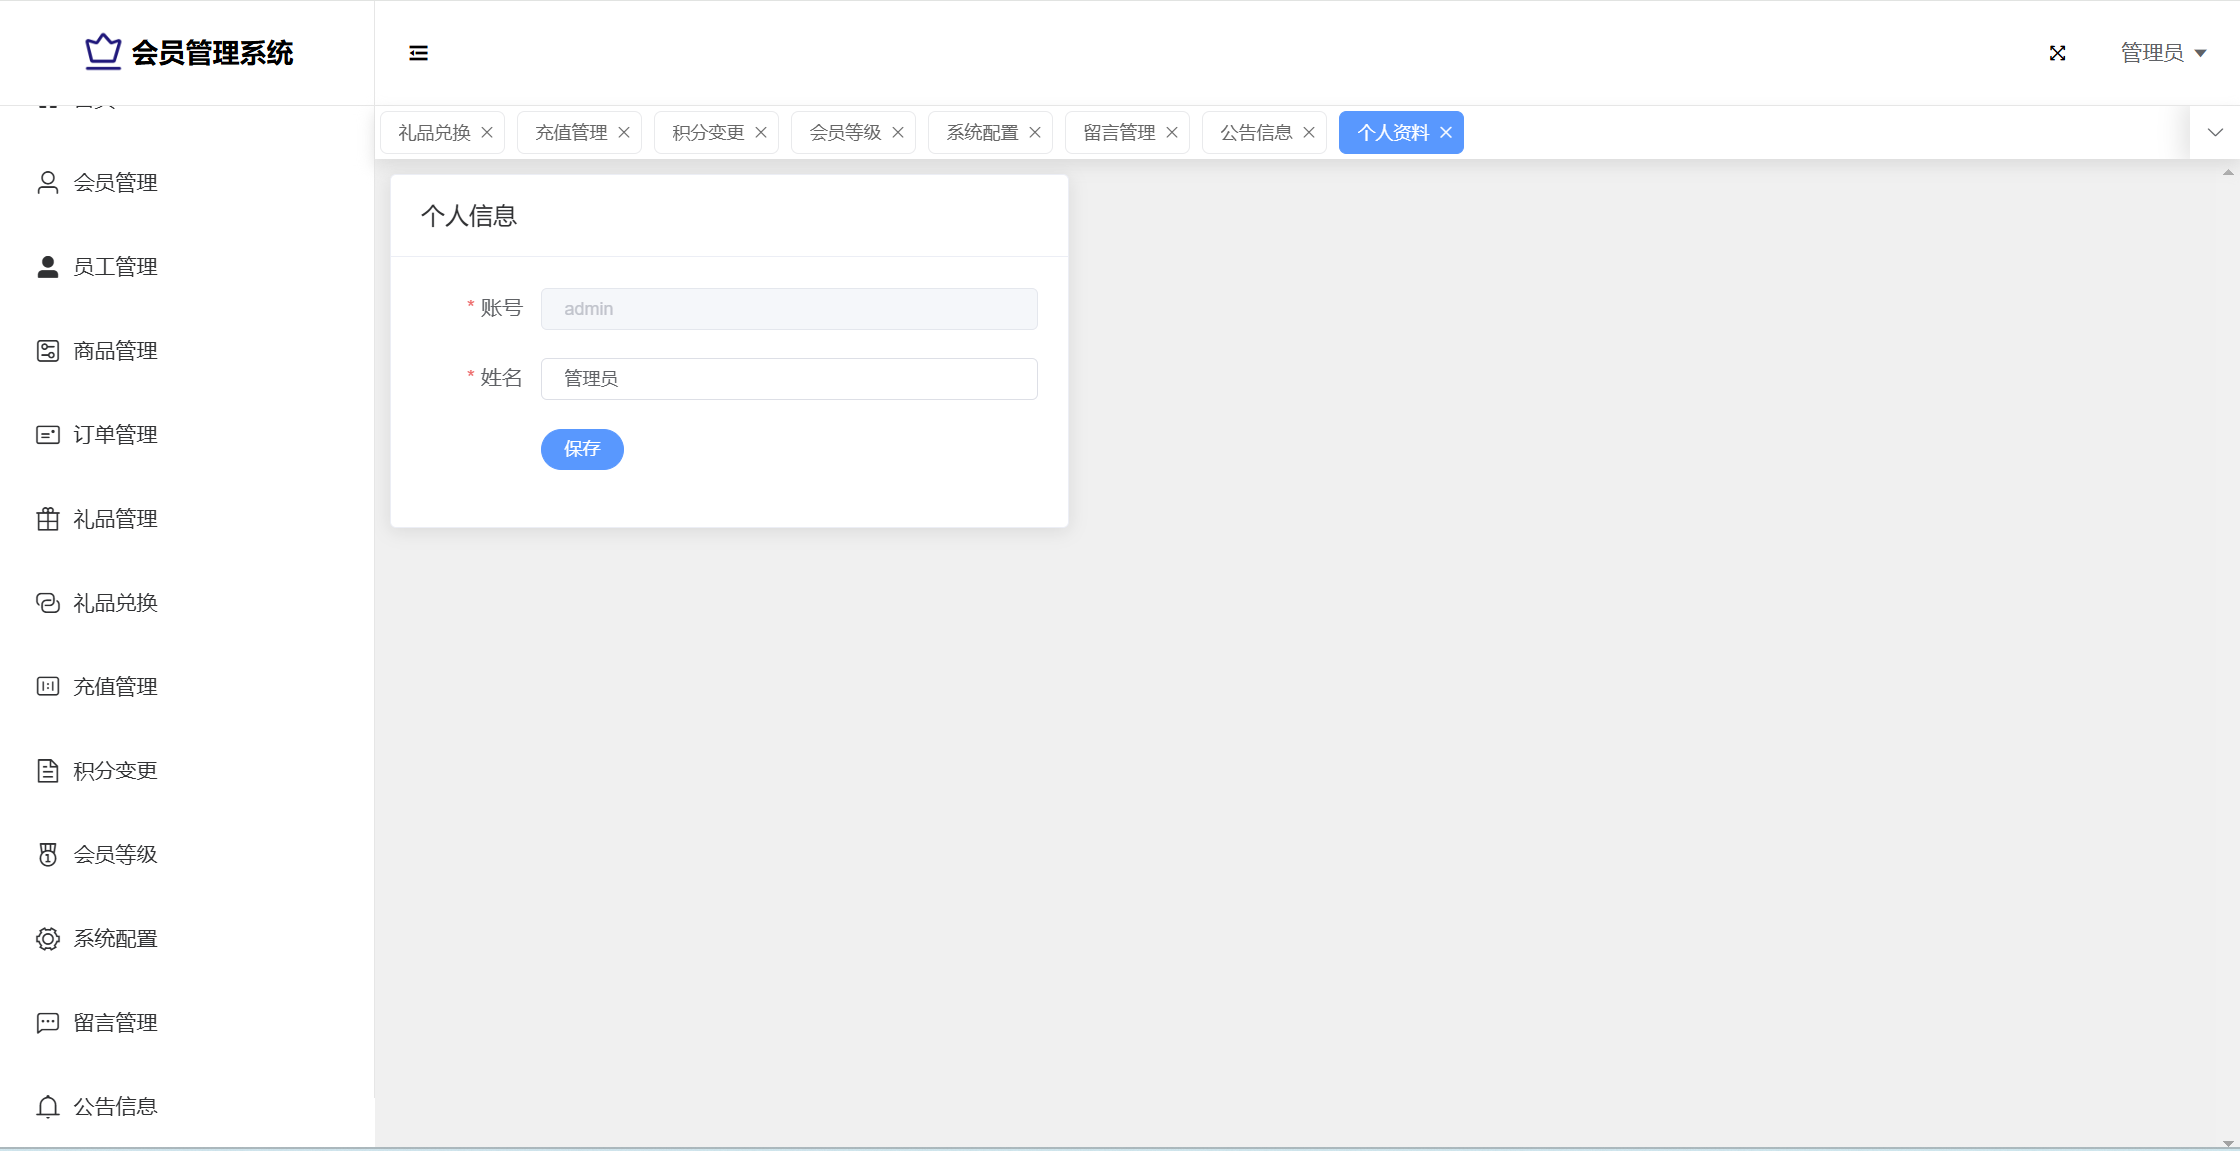 会员管理系统
管理员
礼品兑换 充值管理 积分变更 会员等级 系统配置 留言管理 公告信息 个人资料
会员管理
员工管理
商品管理
订单管理
礼品管理
礼品兑换
充值管理
积分变更
会员等级
系统配置
留言管理
公告信息
个人信息
* 账号 admin
* 姓名 管理员
保存